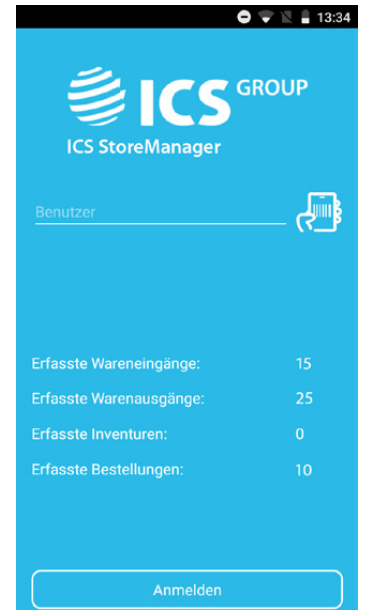 13:34
ICS GROUP
ICS StoreManager
Benutzer
Erfasste Wareneingänge: 15
Erfasste Warenausgänge: 25
Erfasste Inventuren: 0
Erfasste Bestellungen: 10
Anmelden